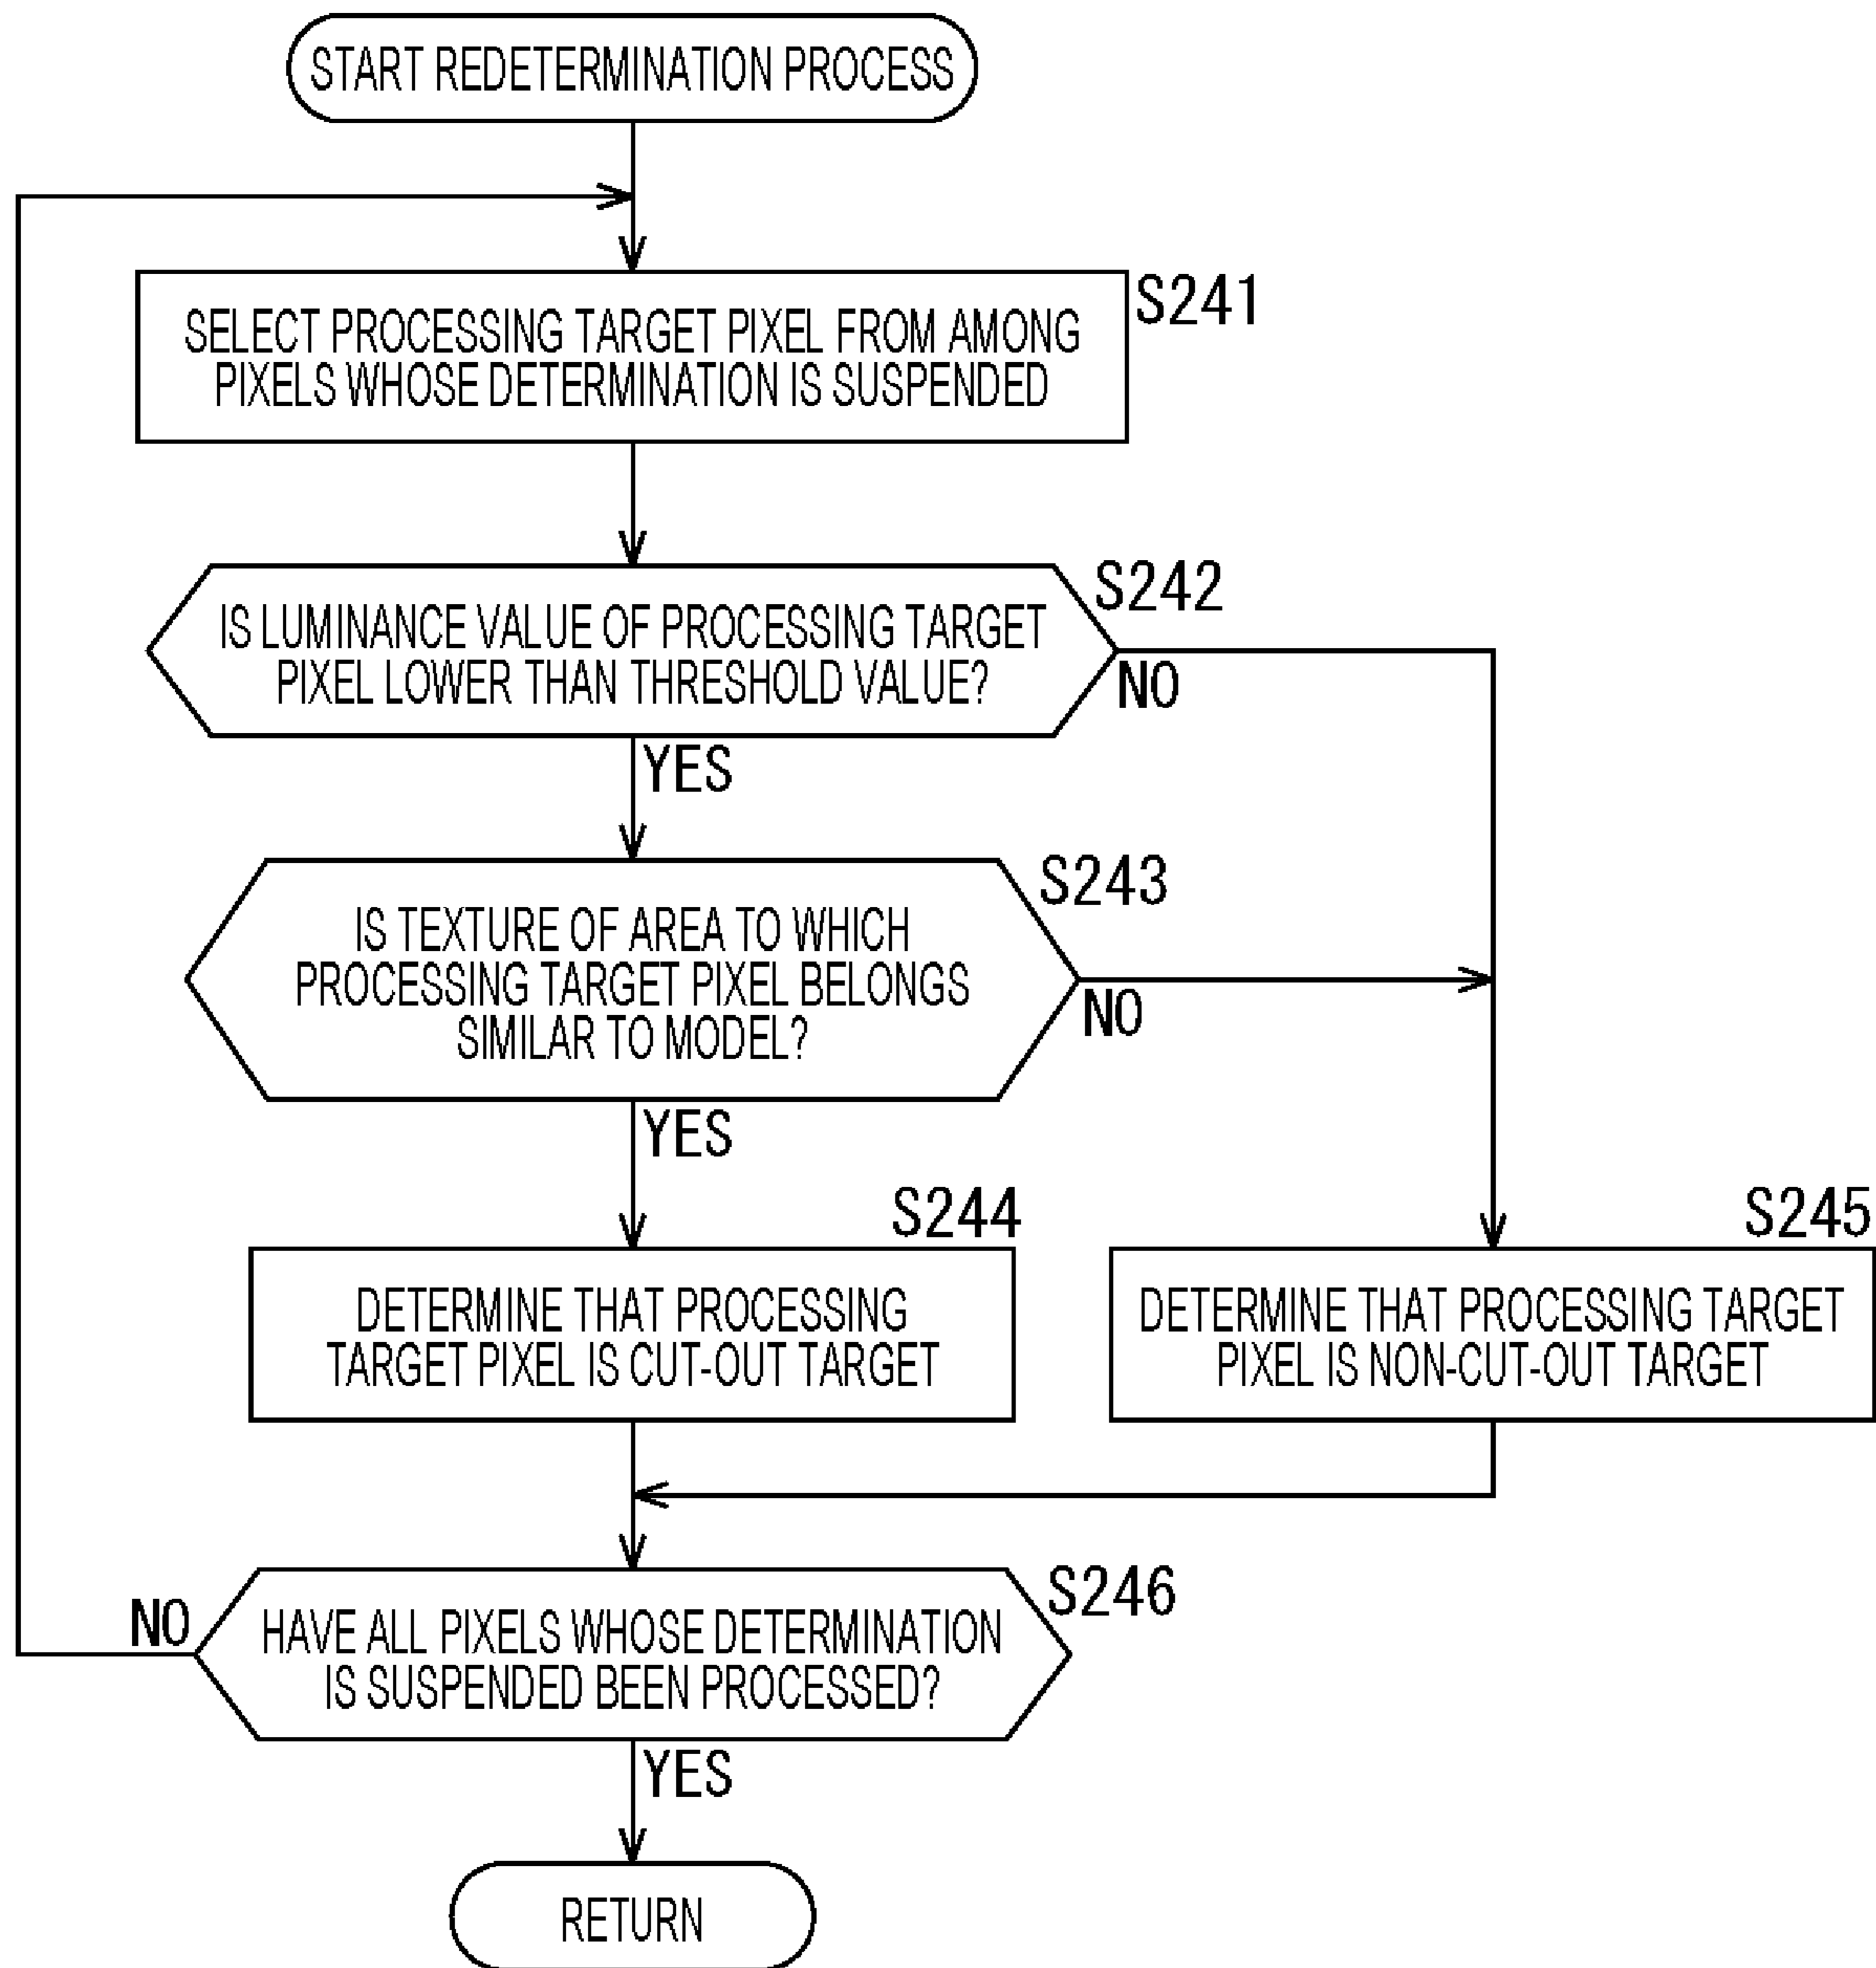 START REDETERMINATION PROCESS
S241
SELECT PROCESSING TARGET PIXEL FROM AMONG
PIXELS WHOSE DETERMINATION IS SUSPENDED
S242
IS LUMINANCE VALUE OF PROCESSING TARGET
PIXEL LOWER THAN THRESHOLD VALUE?
NO
YES
S243
IS TEXTURE OF AREA TO WHICH
PROCESSING TARGET PIXEL BELONGS
SIMILAR TO MODEL?
NO
YES
S244
DETERMINE THAT PROCESSING
TARGET PIXEL IS CUT-OUT TARGET
S245
DETERMINE THAT PROCESSING TARGET
PIXEL IS NON-CUT-OUT TARGET
S246
NO
HAVE ALL PIXELS WHOSE DETERMINATION
IS SUSPENDED BEEN PROCESSED?
YES
RETURN